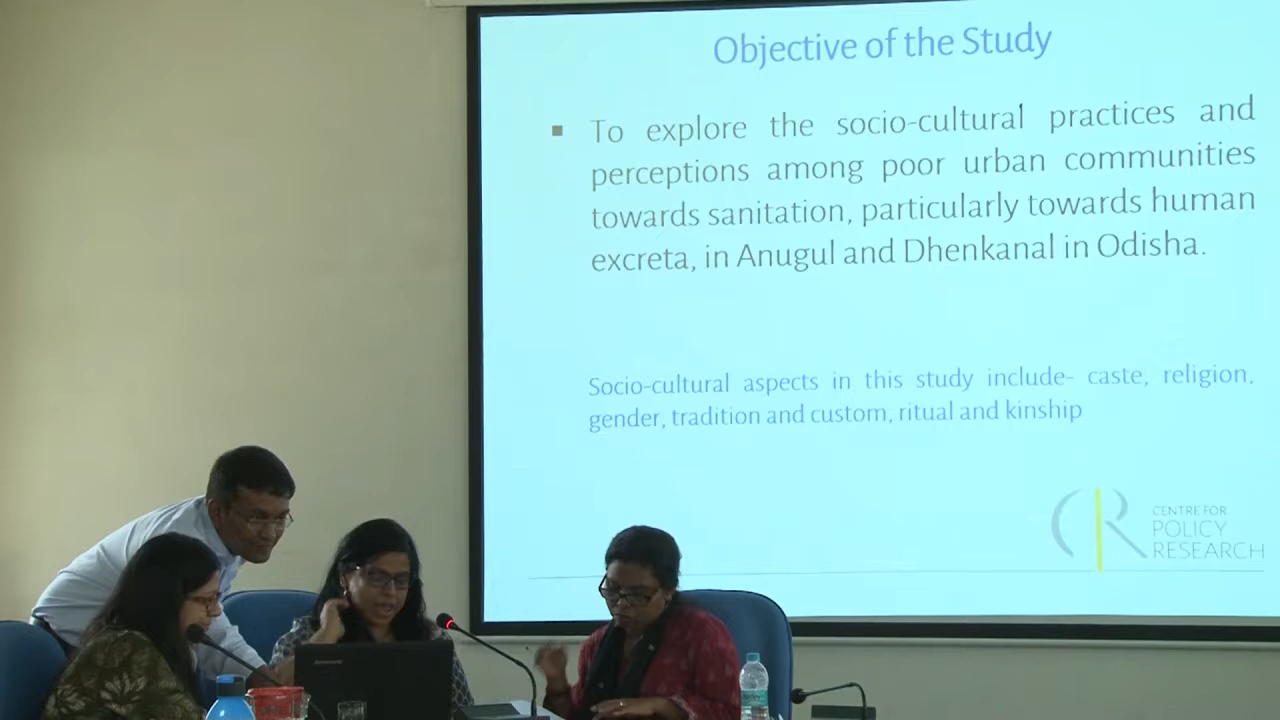 Objective of the Study
▪ To explore the socio-cultural practices and
perceptions among poor urban communities
towards sanitation, particularly towards human
excreta, in Anugul and Dhenkanal in Odisha.
Socio-cultural aspects in this study include- caste, religion,
gender, tradition and custom, ritual and kinship
CENTRE FOR
POLICY
RESEARCH
lenovo